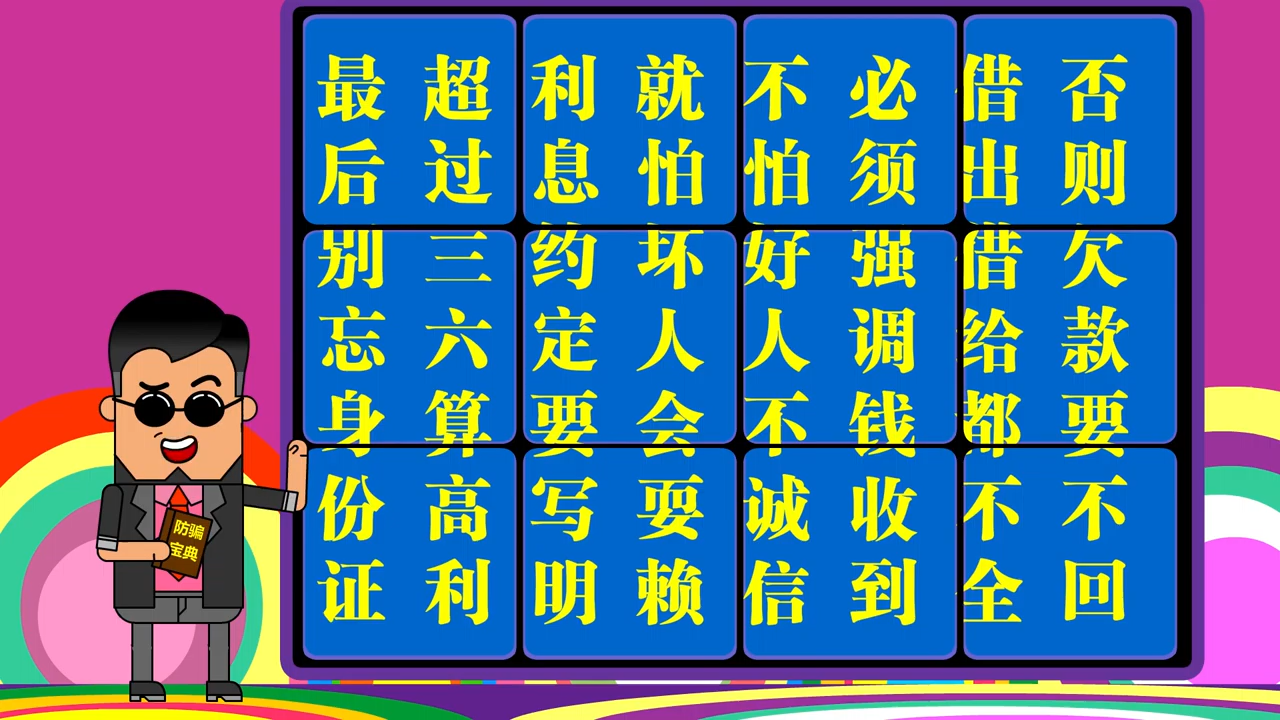 否则欠款要不回
借出借给都不全
必须强调钱收到
不怕好人不诚信
就怕坏人会耍赖
利息约定要写明
超过三六算高利
最后别忘身份证
防骗
宝典